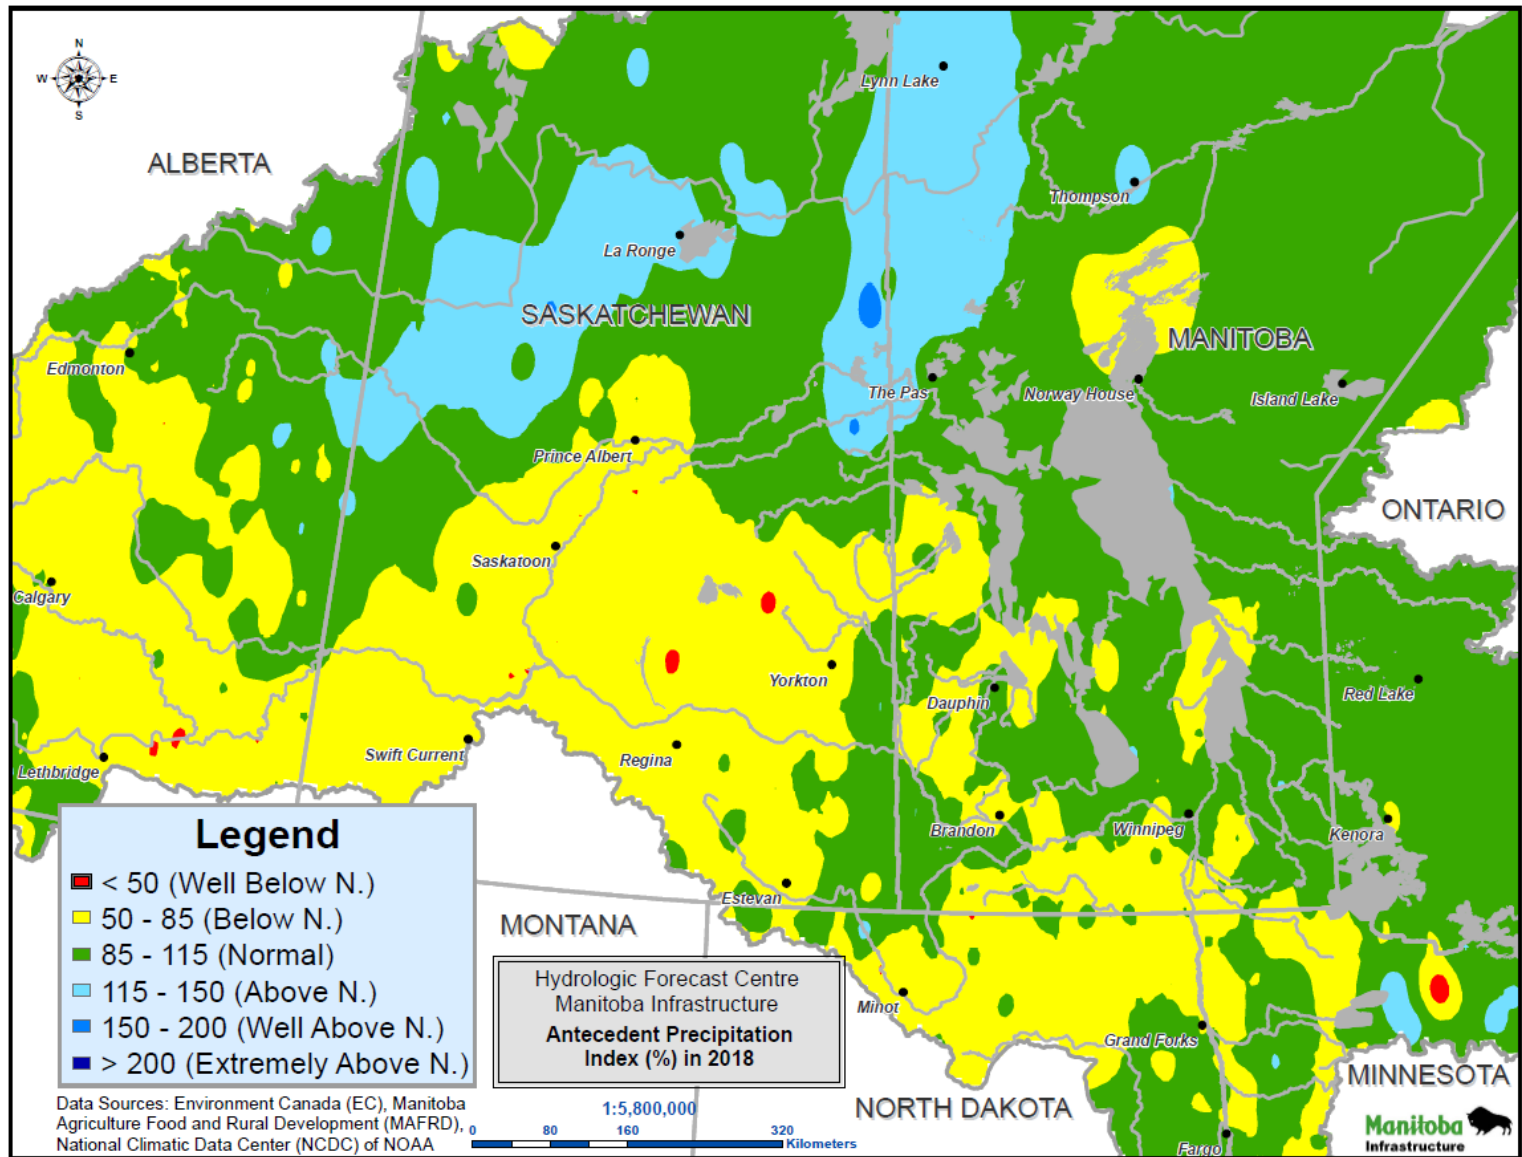 N
W
E
S
ALBERTA
Lynn Lake
Thompson
La Ronge
SASKATCHEWAN
MANITOBA
Edmonton
The Pas
Norway House
Island Lake
Prince Albert
ONTARIO
Saskatoon
Calgary
Yorkton
Dauphin
Red Lake
Swift Current
Regina
Lethbridge
Brandon
Winnipeg
Kenora
Estevan
MONTANA
Minot
Grand Forks
MINNESOTA
NORTH DAKOTA
Fargo
Legend
< 50 (Well Below N.)
50 - 85 (Below N.)
85 - 115 (Normal)
115 - 150 (Above N.)
150 - 200 (Well Above N.)
> 200 (Extremely Above N.)
Hydrologic Forecast Centre
Manitoba Infrastructure
Antecedent Precipitation
Index (%) in 2018
Data Sources: Environment Canada (EC), Manitoba
Agriculture Food and Rural Development (MAFRD),
National Climatic Data Center (NCDC) of NOAA
1:5,800,000
0 80 160 320
Kilometers
Manitoba
Infrastructure